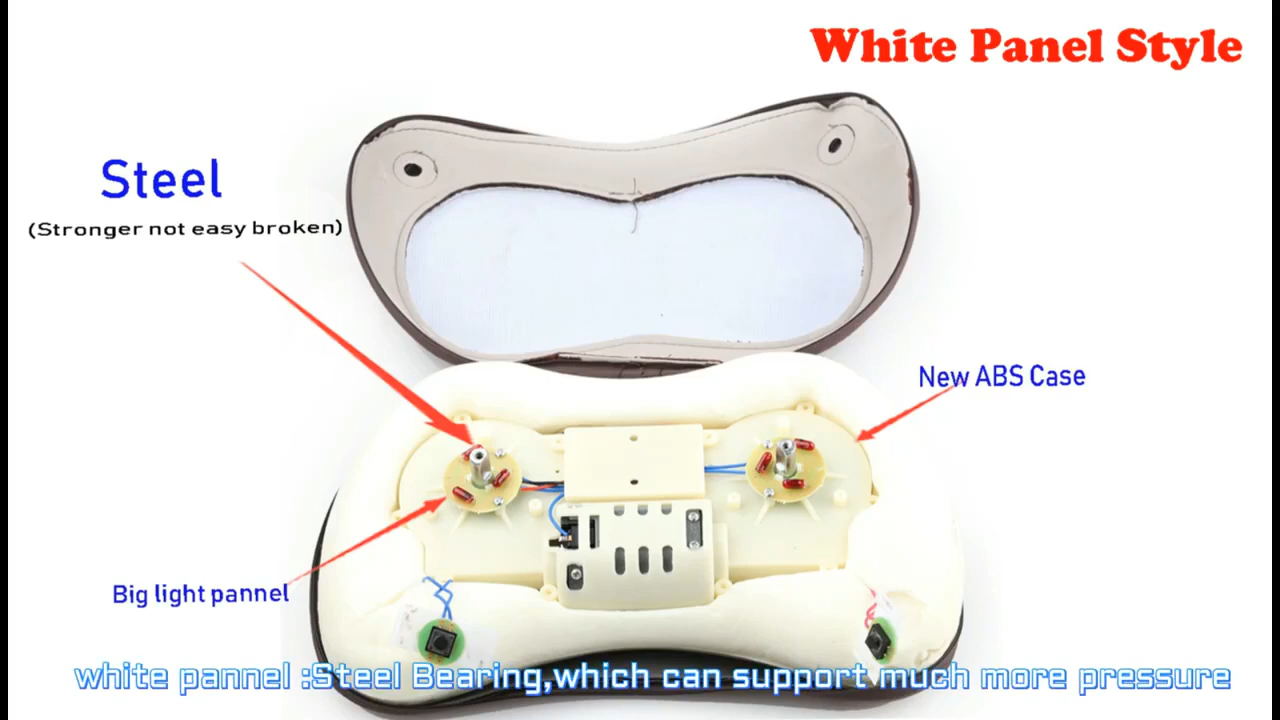 White Panel Style
Steel
(Stronger not easy broken)
New ABS Case
Big light pannel
white pannel :Steel Bearing,which can support much more pressure